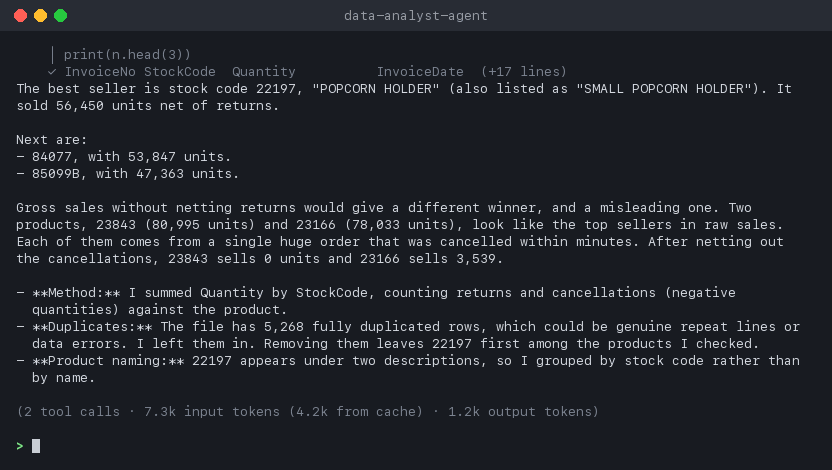 data-analyst-agent
│ print(n.head(3))
✓ InvoiceNo StockCode  Quantity          InvoiceDate  (+17 lines)
The best seller is stock code 22197, "POPCORN HOLDER" (also listed as "SMALL POPCORN HOLDER"). It
sold 56,450 units net of returns.
Next are:
– 84077, with 53,847 units.
– 85099B, with 47,363 units.
Gross sales without netting returns would give a different winner, and a misleading one. Two
products, 23843 (80,995 units) and 23166 (78,033 units), look like the top sellers in raw sales.
Each of them comes from a single huge order that was cancelled within minutes. After netting out
the cancellations, 23843 sells 0 units and 23166 sells 3,539.
– **Method:** I summed Quantity by StockCode, counting returns and cancellations (negative
quantities) against the product.
– **Duplicates:** The file has 5,268 fully duplicated rows, which could be genuine repeat lines or
data errors. I left them in. Removing them leaves 22197 first among the products I checked.
– **Product naming:** 22197 appears under two descriptions, so I grouped by stock code rather than
by name.
(2 tool calls · 7.3k input tokens (4.2k from cache) · 1.2k output tokens)
>